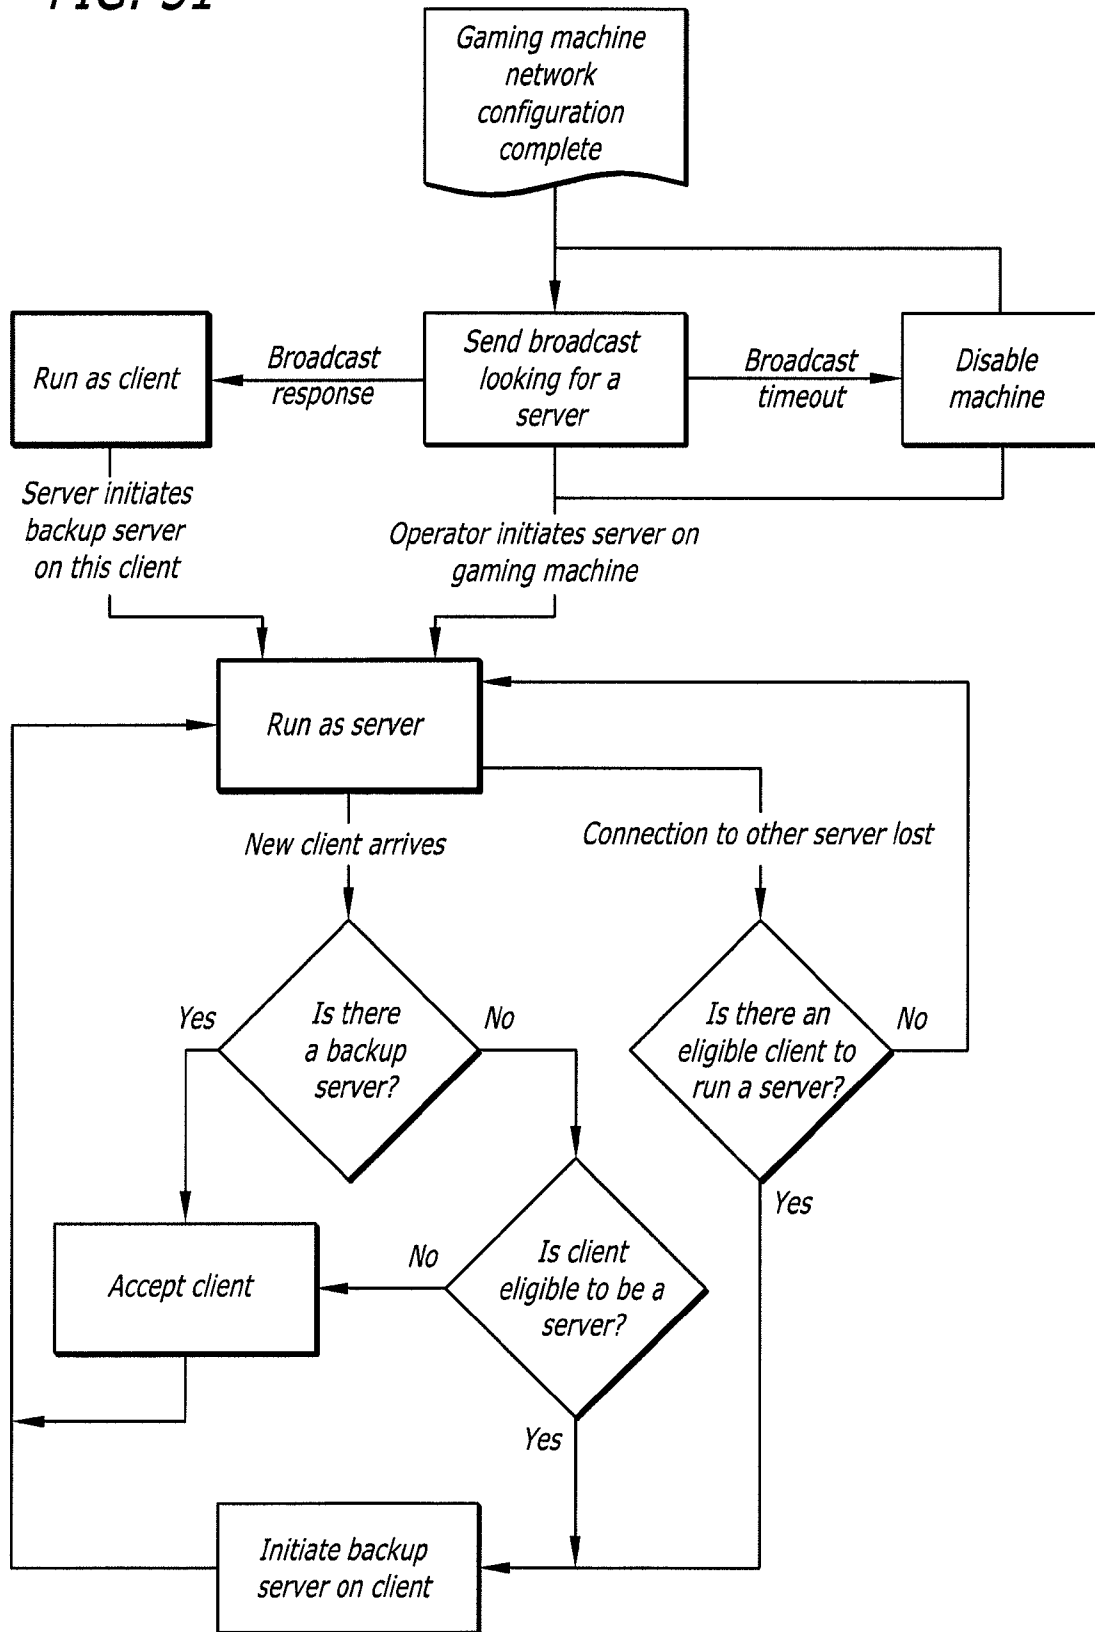 FIG. 31
Gaming machine
network
configuration
complete
Run as client
Broadcast
response
Send broadcast
looking for a
server
Broadcast
timeout
Disable
machine
Server initiates
backup server
on this client
Operator initiates server on
gaming machine
Run as server
New client arrives
Connection to other server lost
Yes
Is there
a backup
server?
No
Is there an
eligible client to
run a server?
No
Yes
Accept client
No
Is client
eligible to be a
server?
Yes
Initiate backup
server on client